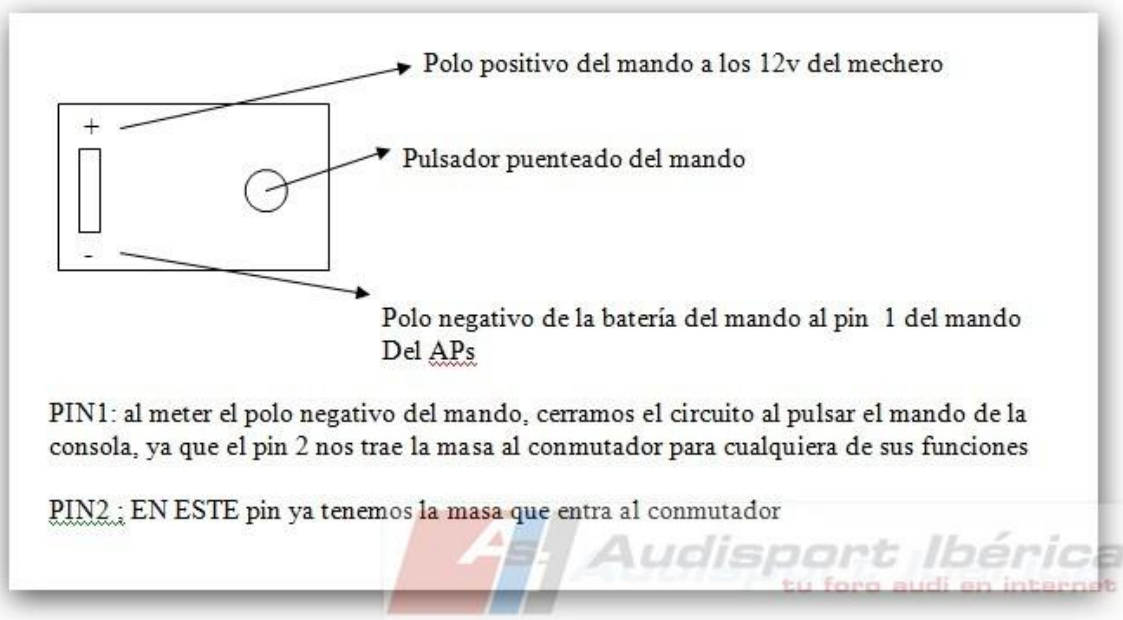 Polo positivo del mando a los 12v del mechero
+
Pulsador puenteado del mando
-
Polo negativo de la batería del mando al pin 1 del mando
Del APs
PIN1: al meter el polo negativo del mando, cerramos el circuito al pulsar el mando de la
consola, ya que el pin 2 nos trae la masa al conmutador para cualquiera de sus funciones
PIN2 : EN ESTE pin ya tenemos la masa que entra al conmutador
As. Audisport Ibérica
tu foro audi en internet